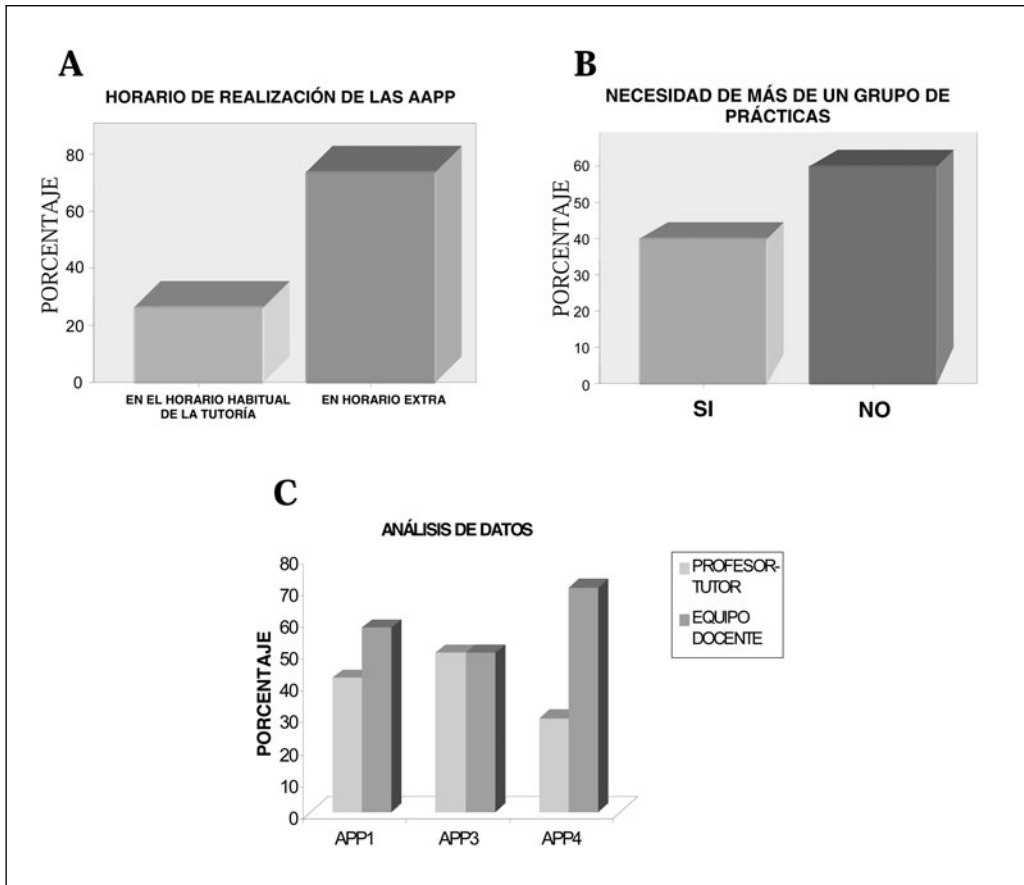 A
HORARIO DE REALIZACIÓN DE LAS AAPP
PORCENTAJE
80
60
40
20
0
EN EL HORARIO HABITUAL
DE LA TUTORÍA
EN HORARIO EXTRA
B
NECESIDAD DE MÁS DE UN GRUPO DE
PRÁCTICAS
PORCENTAJE
60
50
40
30
20
10
0
SI
NO
C
ANÁLISIS DE DATOS
PORCENTAJE
80
70
60
50
40
30
20
10
0
APP1
APP3
APP4
PROFESOR-
TUTOR
EQUIPO
DOCENTE